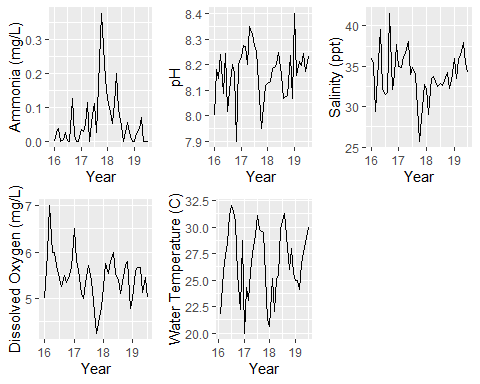 Ammonia (mg/L)
0.3
0.2
0.1
0.0
16 17 18 19
Year
pH
8.4
8.3
8.2
8.1
8.0
7.9
16 17 18 19
Year
Salinity (ppt)
40
35
30
25
16 17 18 19
Year
Dissolved Oxygen (mg/L)
7
6
5
16 17 18 19
Year
Water Temperature (C)
32.5
30.0
27.5
25.0
22.5
20.0
16 17 18 19
Year